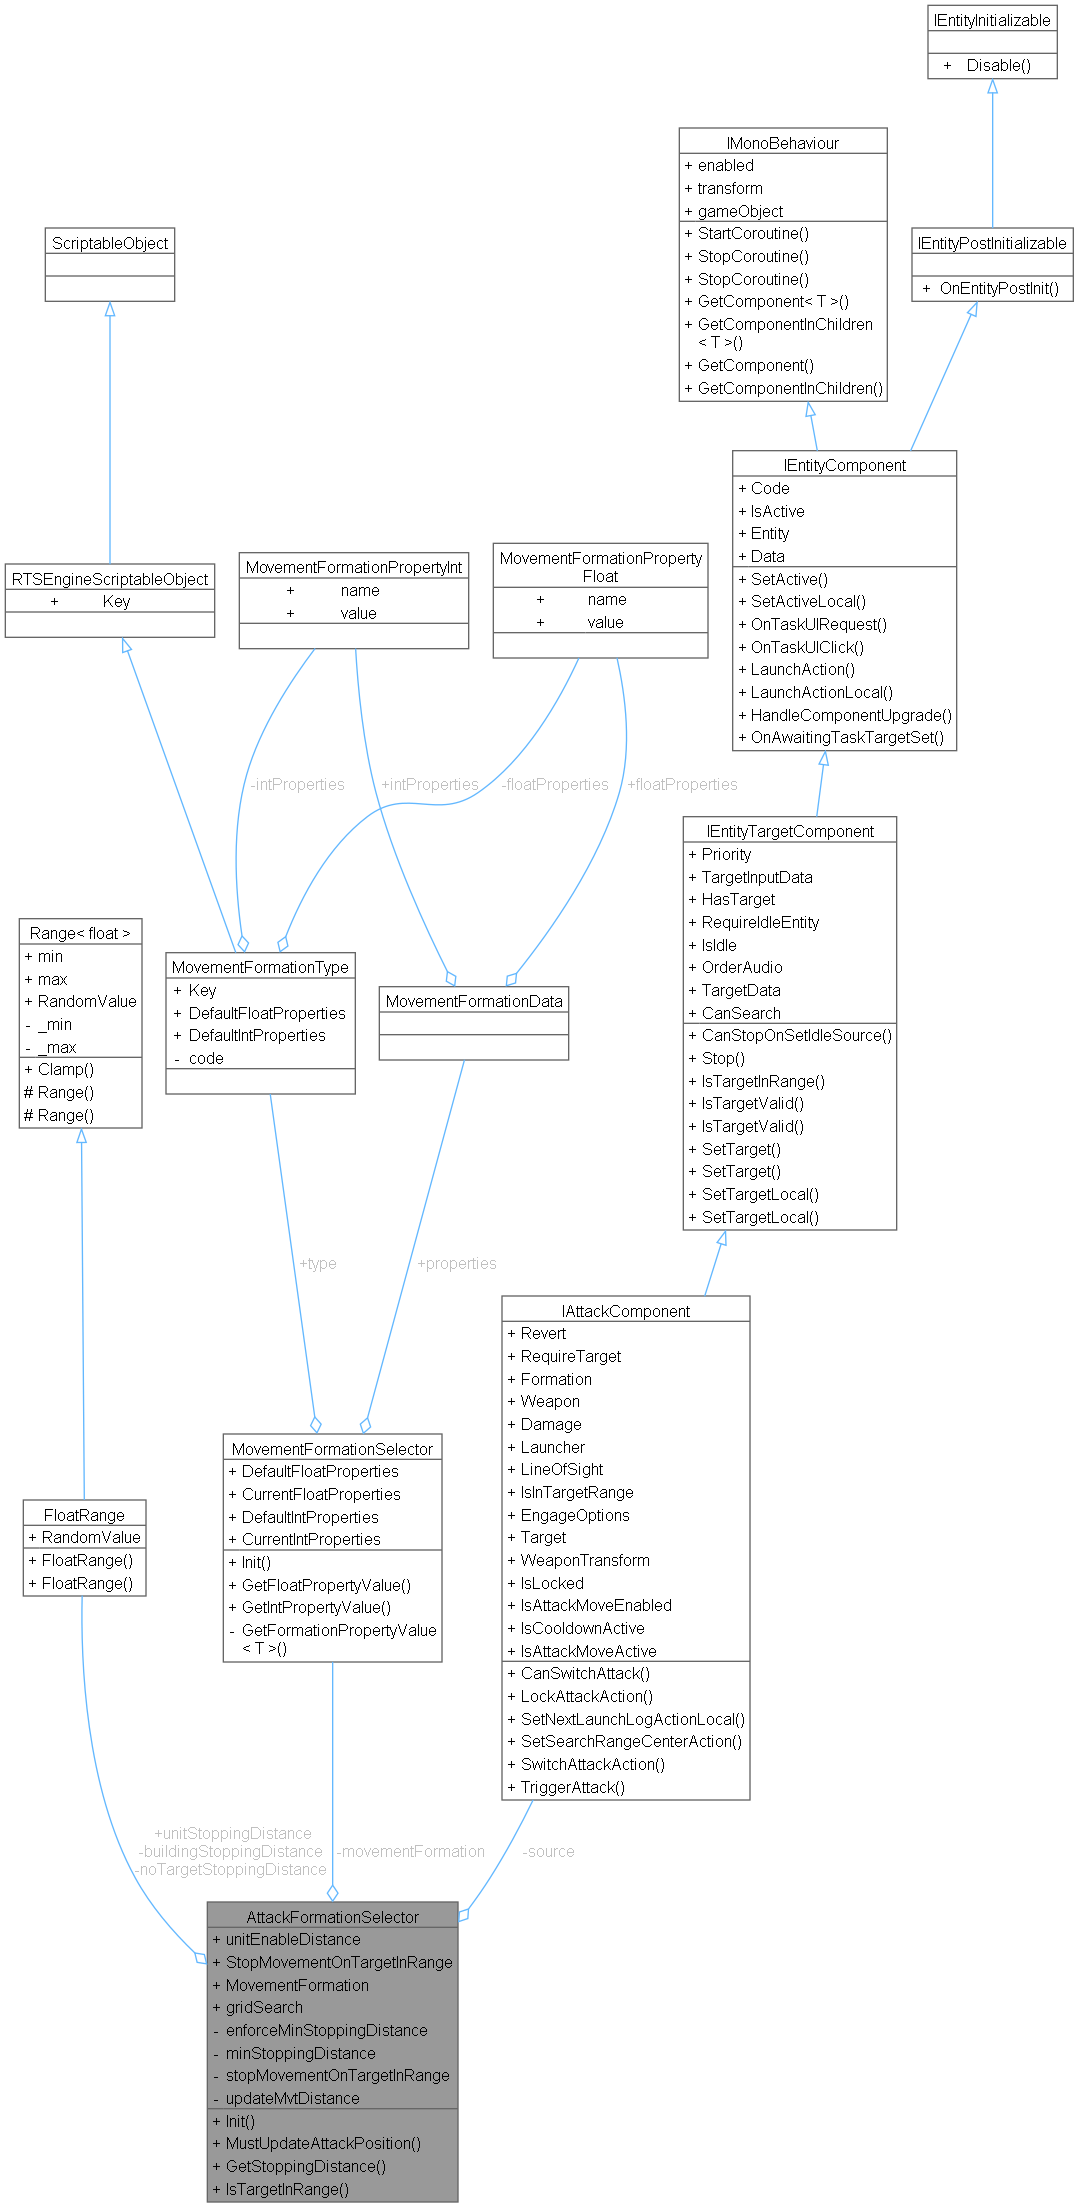 IEntityInitializable
+ Disable()
IMonoBehaviour
+ enabled
+ transform
+ gameObject
+ StartCoroutine()
+ StopCoroutine()
+ StopCoroutine()
+ GetComponent< T >()
+ GetComponentInChildren
< T >()
+ GetComponent()
+ GetComponentInChildren()
ScriptableObject
IEntityPostInitializable
+ OnEntityPostInit()
IEntityComponent
+ Code
+ IsActive
+ Entity
+ Data
+ SetActive()
+ SetActiveLocal()
+ OnTaskUIRequest()
+ OnTaskUIClick()
+ LaunchAction()
+ LaunchActionLocal()
+ HandleComponentUpgrade()
+ OnAwaitingTaskTargetSet()
RTSEngineScriptableObject
+ Key
MovementFormationPropertyInt
+ name
+ value
MovementFormationProperty
Float
+ name
+ value
-intProperties
+intProperties
-floatProperties
+floatProperties
IEntityTargetComponent
+ Priority
+ TargetInputData
+ HasTarget
+ RequireIdleEntity
+ IsIdle
+ OrderAudio
+ TargetData
+ CanSearch
+ CanStopOnSetIdleSource()
+ Stop()
+ IsTargetInRange()
+ IsTargetValid()
+ IsTargetValid()
+ SetTarget()
+ SetTarget()
+ SetTargetLocal()
+ SetTargetLocal()
Range< float >
+ min
+ max
+ RandomValue
- _min
- _max
+ Clamp()
# Range()
# Range()
MovementFormationType
+ Key
+ DefaultFloatProperties
+ DefaultIntProperties
- code
MovementFormationData
+type
+properties
IAttackComponent
+ Revert
+ RequireTarget
+ Formation
+ Weapon
+ Damage
+ Launcher
+ LineOfSight
+ IsInTargetRange
+ EngageOptions
+ Target
+ WeaponTransform
+ IsLocked
+ IsAttackMoveEnabled
+ IsCooldownActive
+ IsAttackMoveActive
+ CanSwitchAttack()
+ LockAttackAction()
+ SetNextLaunchLogActionLocal()
+ SetSearchRangeCenterAction()
+ SwitchAttackAction()
+ TriggerAttack()
MovementFormationSelector
+ DefaultFloatProperties
+ CurrentFloatProperties
+ DefaultIntProperties
+ CurrentIntProperties
+ Init()
+ GetFloatPropertyValue()
+ GetIntPropertyValue()
- GetFormationPropertyValue
< T >()
FloatRange
+ RandomValue
+ FloatRange()
+ FloatRange()
+unitStoppingDistance
-buildingStoppingDistance
-noTargetStoppingDistance
-movementFormation
-source
AttackFormationSelector
+ unitEnableDistance
+ StopMovementOnTargetInRange
+ MovementFormation
+ gridSearch
- enforceMinStoppingDistance
- minStoppingDistance
- stopMovementOnTargetInRange
- updateMvtDistance
+ Init()
+ MustUpdateAttackPosition()
+ GetStoppingDistance()
+ IsTargetInRange()